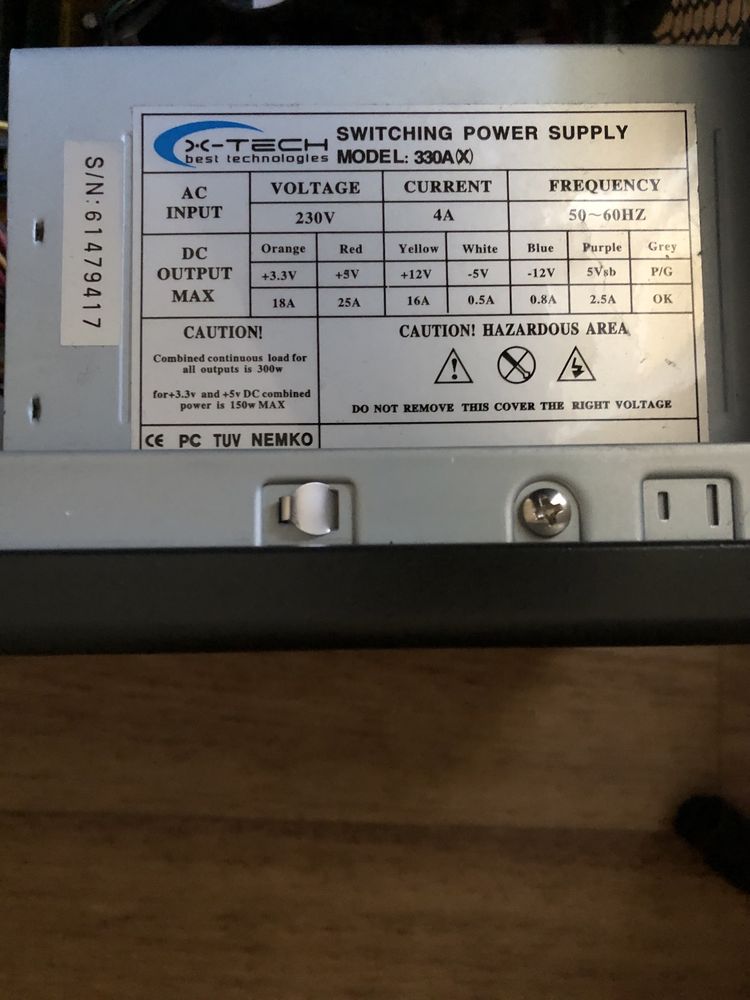 S/N:61479417
X-TECH
best technologies
SWITCHING POWER SUPPLY
MODEL: 330A(X)
AC INPUT VOLTAGE CURRENT FREQUENCY
230V 4A 50~60HZ
DC OUTPUT MAX Orange Red Yellow White Blue Purple Grey
+3.3V +5V +12V -5V -12V 5Vsb P/G
18A 25A 16A 0.5A 0.8A 2.5A OK
CAUTION!
Combined continuous load for
all outputs is 300w
for+3.3v and +5v DC combined
power is 150w MAX
CAUTION! HAZARDOUS AREA
DO NOT REMOVE THIS COVER THE RIGHT VOLTAGE
CE PC TUV NEMKO